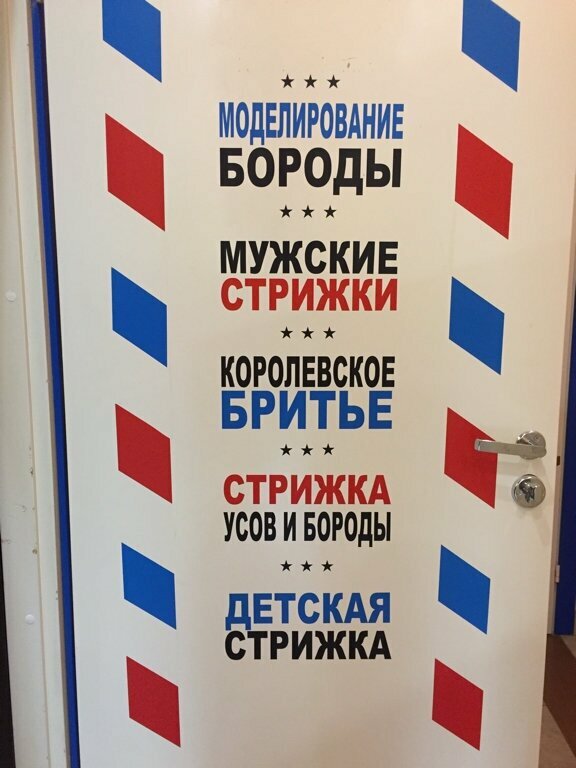 МОДЕЛИРОВАНИЕ
БОРОДЫ
МУЖСКИЕ
СТРИЖКИ
КОРОЛЕВСКОЕ
БРИТЬЕ
СТРИЖКА
УСОВ И БОРОДЫ
ДЕТСКАЯ
СТРИЖКА